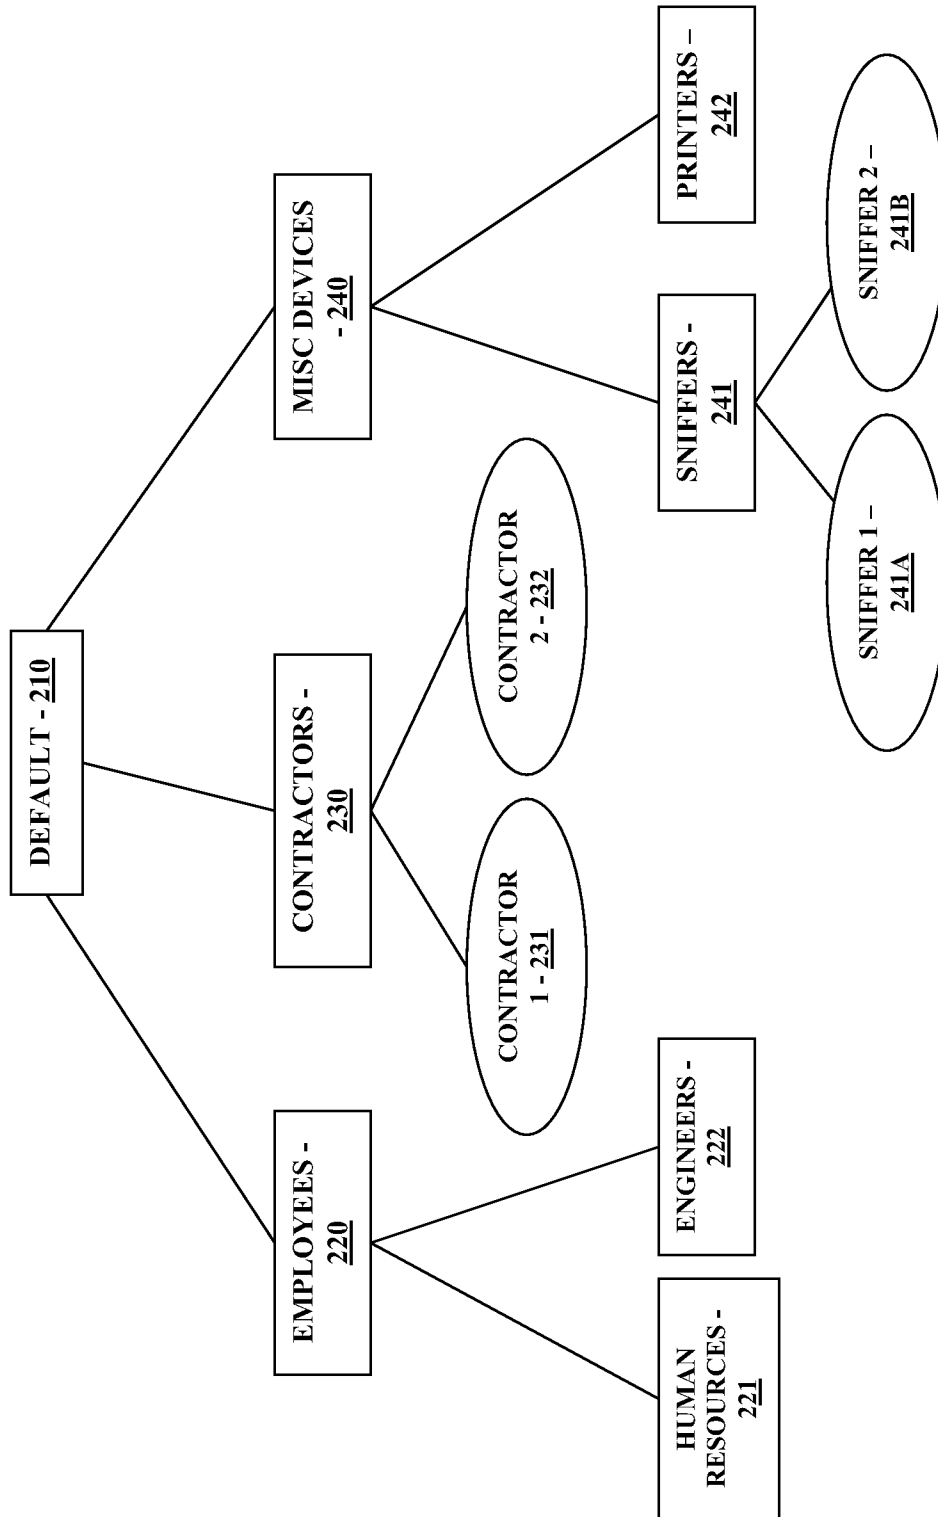 DEFAULT - 210
EMPLOYEES -
220
CONTRACTORS -
230
MISC DEVICES
- 240
CONTRACTOR
1 - 231
CONTRACTOR
2 - 232
HUMAN
RESOURCES -
221
ENGINEERS -
222
SNIFFERS -
241
PRINTERS –
242
SNIFFER 1 –
241A
SNIFFER 2 –
241B